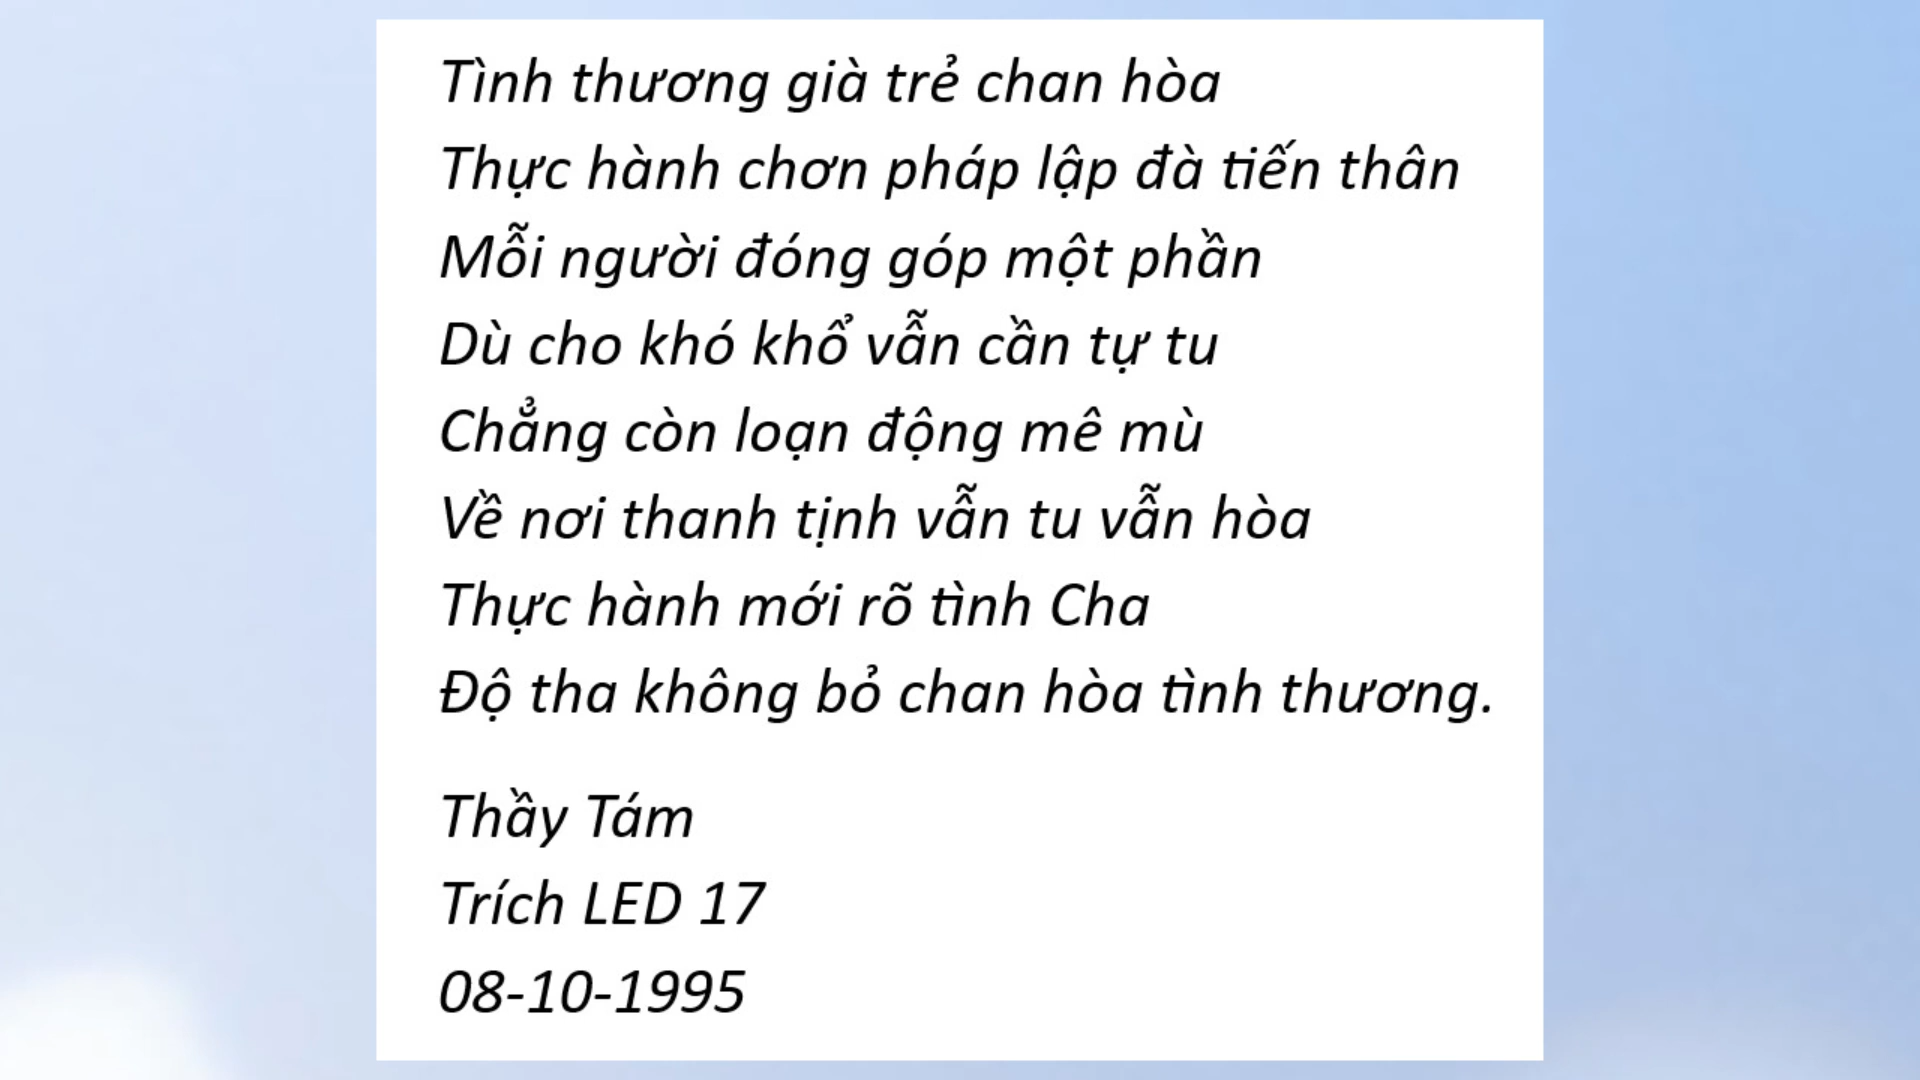 Tình thương già trẻ chan hòa
Thực hành chơn pháp lập đà tiến thân
Mỗi người đóng góp một phần
Dù cho khó khổ vẫn cần tự tu
Chẳng còn loạn động mê mù
Về nơi thanh tịnh vẫn tu vẫn hòa
Thực hành mới rõ tình Cha
Độ tha không bỏ chan hòa tình thương.
Thầy Tám
Trích LED 17
08-10-1995